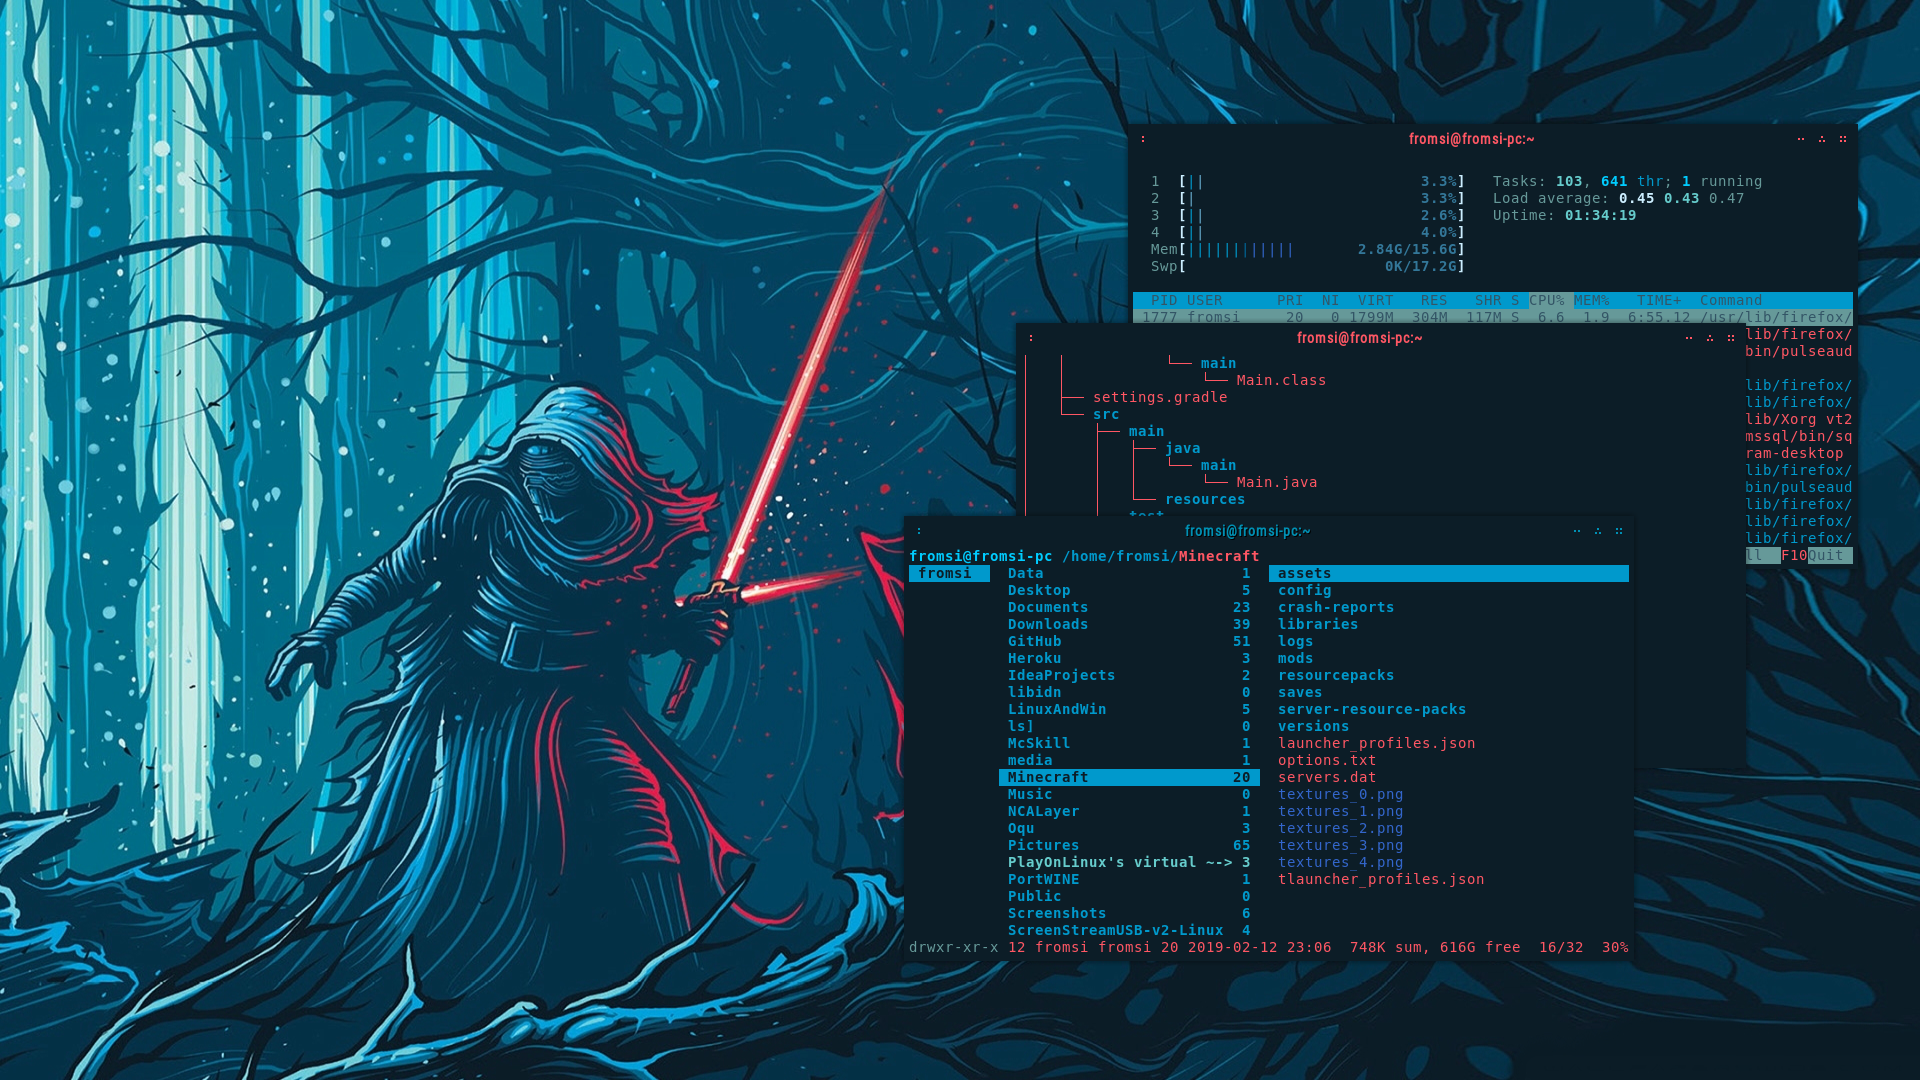 fromsi@fromsi-pc:~
1 [|| 3.3%] Tasks: 103, 641 thr; 1 running
2 [| 3.3%] Load average: 0.45 0.43 0.47
3 [|| 2.6%] Uptime: 01:34:19
4 [|| 4.0%]
Mem[|||||||||||| 2.84G/15.6G]
Swp[ 0K/17.2G]
PID USER PRI NI VIRT RES SHR S CPU% MEM% TIME+ Command
1777 fromsi 20 0 1799M 304M 117M S 6.6 1.9 6:55.12 /usr/lib/firefox/
lib/firefox/
bin/pulseaud
lib/firefox/
lib/firefox/
lib/Xorg vt2
mssql/bin/sq
ram-desktop
lib/firefox/
bin/pulseaud
lib/firefox/
lib/firefox/
lib/firefox/
ll F10Quit
fromsi@fromsi-pc:~
└── main
└── Main.class
├── settings.gradle
└── src
├── main
├── java
└── main
└── Main.java
└── resources
test
fromsi@fromsi-pc:~
fromsi@fromsi-pc /home/fromsi/Minecraft
fromsi Data 1 assets
Desktop 5 config
Documents 23 crash-reports
Downloads 39 libraries
GitHub 51 logs
Heroku 3 mods
IdeaProjects 2 resourcepacks
libidn 0 saves
LinuxAndWin 5 server-resource-packs
ls] 0 versions
McSkill 1 launcher_profiles.json
media 1 options.txt
Minecraft 20 servers.dat
Music 0 textures_0.png
NCALayer 1 textures_1.png
Oqu 3 textures_2.png
Pictures 65 textures_3.png
PlayOnLinux's virtual ~-> 3 textures_4.png
PortWINE 1 tlauncher_profiles.json
Public 0
Screenshots 6
ScreenStreamUSB-v2-Linux 4
drwxr-xr-x 12 fromsi fromsi 20 2019-02-12 23:06 748K sum, 616G free 16/32 30%